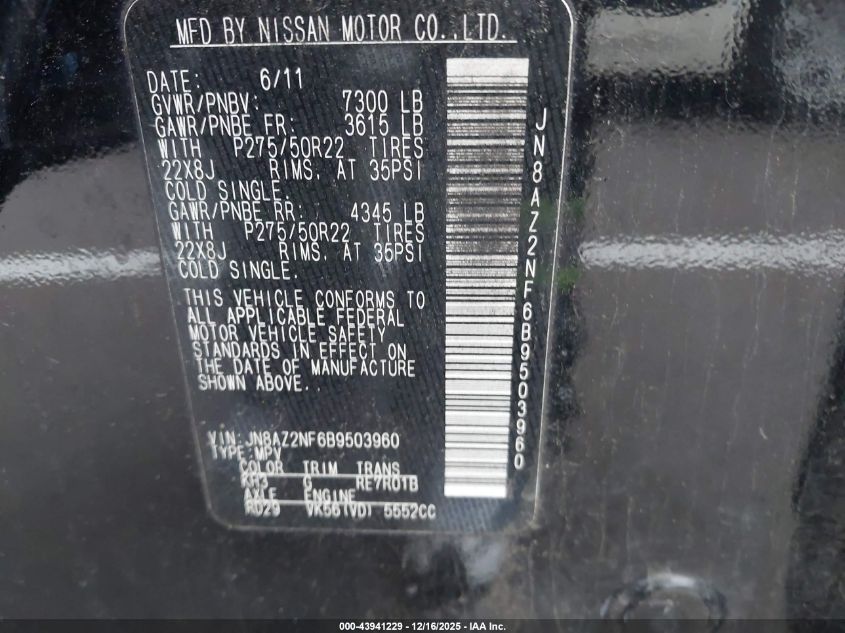 MFD BY NISSAN MOTOR CO.,LTD.
DATE: 6/11
GVWR/PNBV: 7300 LB
GAWR/PNBE FR: 3615 LB
WITH P275/50R22 TIRES
22X8J RIMS. AT 35PSI
COLD SINGLE.
GAWR/PNBE RR: 4345 LB
WITH P275/50R22 TIRES
22X8J RIMS. AT 35PSI
COLD SINGLE.
THIS VEHICLE CONFORMS TO
ALL APPLICABLE FEDERAL
MOTOR VEHICLE SAFETY
STANDARDS IN EFFECT ON
THE DATE OF MANUFACTURE
SHOWN ABOVE..
VIN:JN8AZ2NF6B9503960
TYPE:MPV
COLOR TRIM TRANS
KH3 G RE7R01B
AXLE ENGINE
RD29 VK56(VD) 5552CC
JN8AZ2NF6B9503960
000-43941229 - 12/16/2025 - IAA Inc.